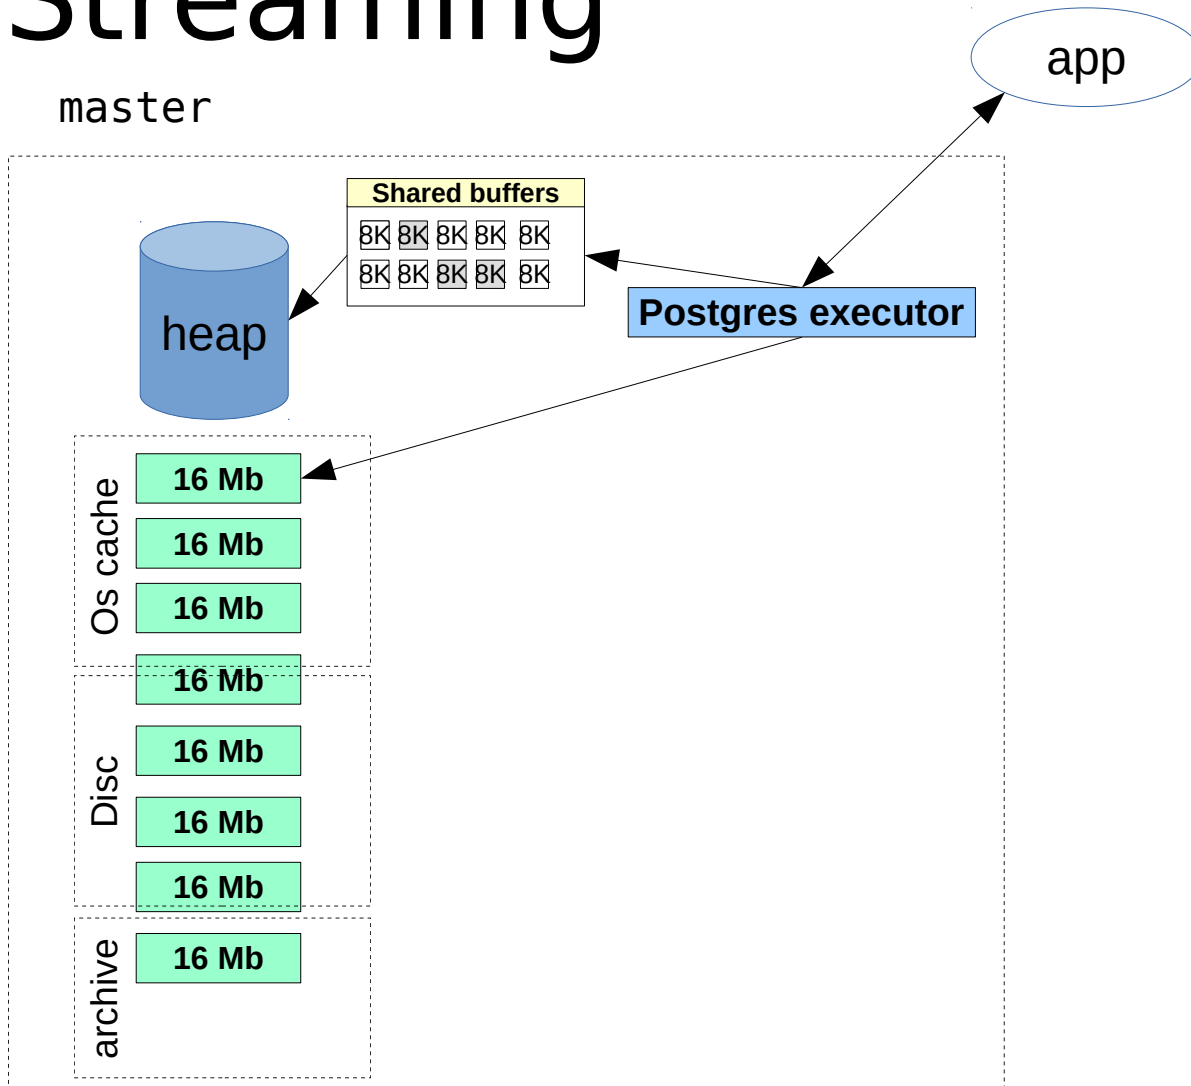 Streaming
app
master
Shared buffers
8K 8K 8K 8K 8K
8K 8K 8K 8K 8K
Postgres executor
heap
Os cache
16 Mb
16 Mb
16 Mb
16 Mb
Disc
16 Mb
16 Mb
16 Mb
archive
16 Mb